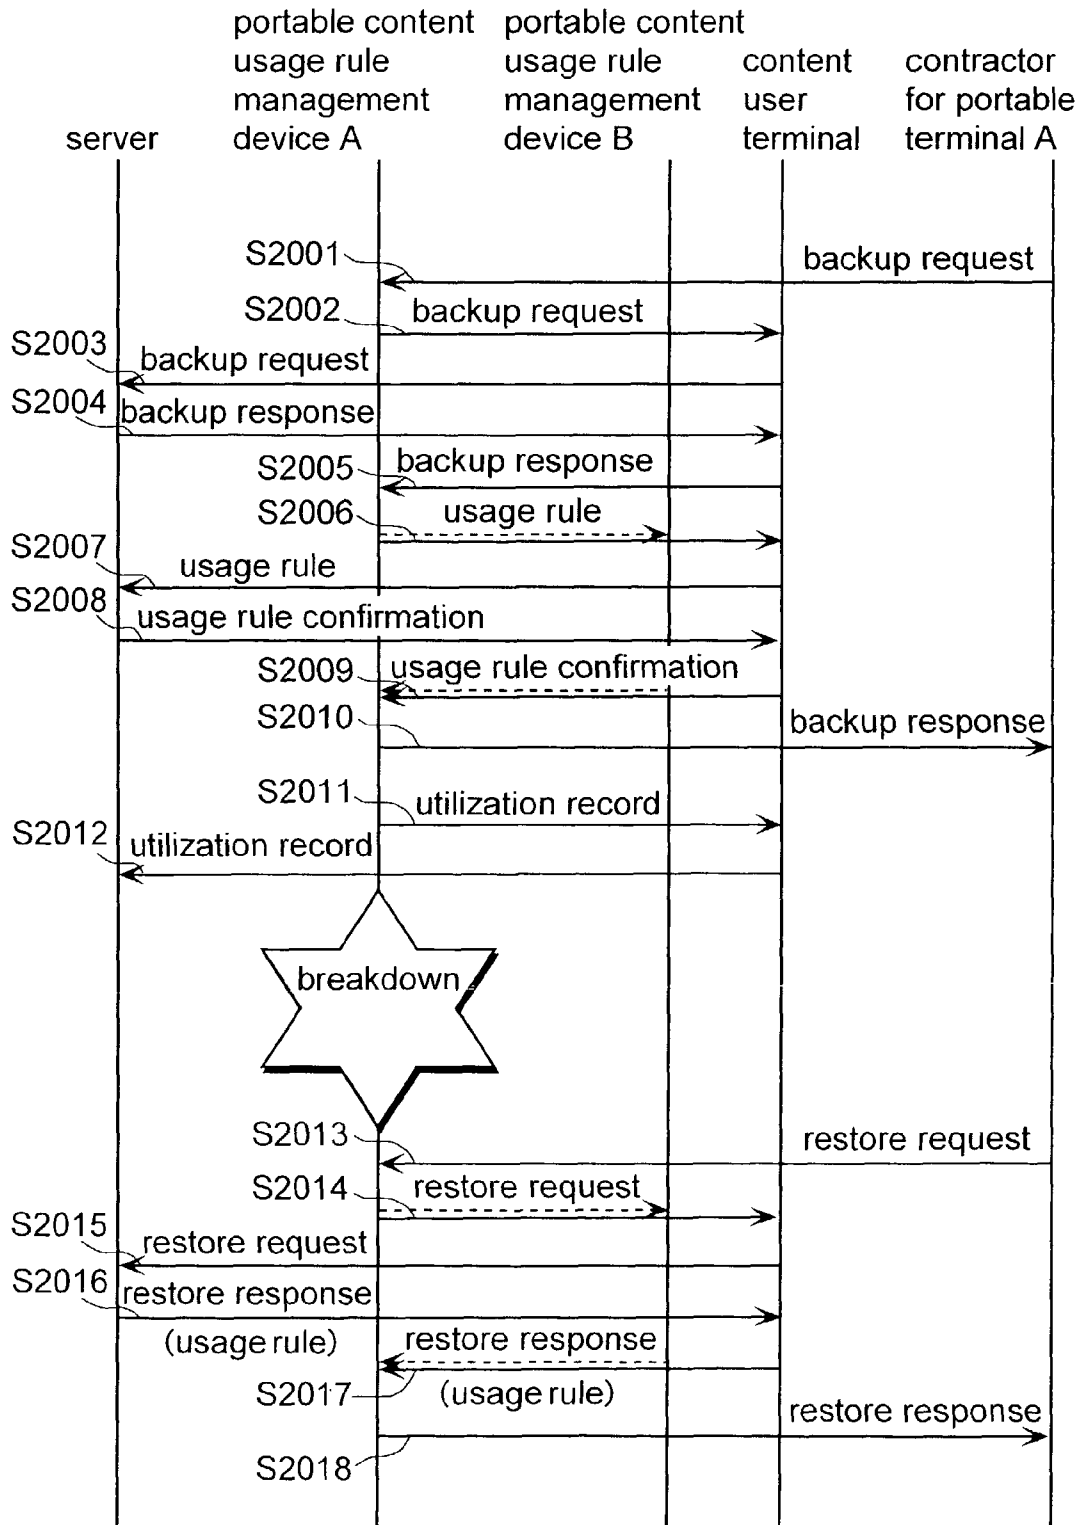 portable content
usage rule
management
device A
portable content
usage rule
management
device B
content
user
terminal
contractor
for portable
terminal A
server
S2001
backup request
S2002
backup request
S2003
backup request
S2004
backup response
S2005
backup response
S2006
usage rule
S2007
usage rule
S2008
usage rule confirmation
S2009
usage rule confirmation
S2010
backup response
S2011
utilization record
S2012
utilization record
breakdown
S2013
restore request
S2014
restore request
S2015
restore request
S2016
restore response
(usage rule)
restore response
S2017
(usage rule)
restore response
S2018